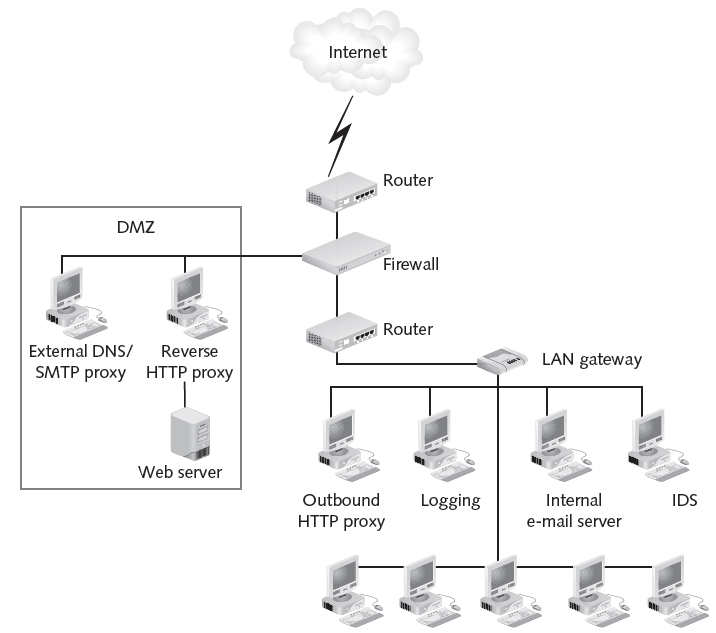 Internet
Router
DMZ
Firewall
Router
External DNS/
SMTP proxy
Reverse
HTTP proxy
LAN gateway
Web server
Outbound
HTTP proxy
Logging
Internal
e-mail server
IDS